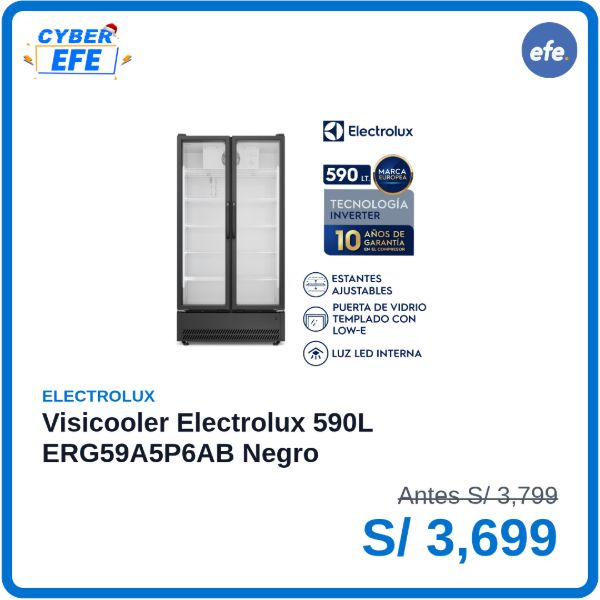 CYBER
EFE
efe.
Electrolux
590 LT.
MARCA
EUROPEA
TECNOLOGÍA
INVERTER
10 AÑOS DE
GARANTÍA
EN EL COMPRESOR
ESTANTES
AJUSTABLES
PUERTA DE VIDRIO
TEMPLADO CON
LOW-E
LUZ LED INTERNA
ELECTROLUX
Visicooler Electrolux 590L
ERG59A5P6AB Negro
Antes S/ 3,799
S/ 3,699